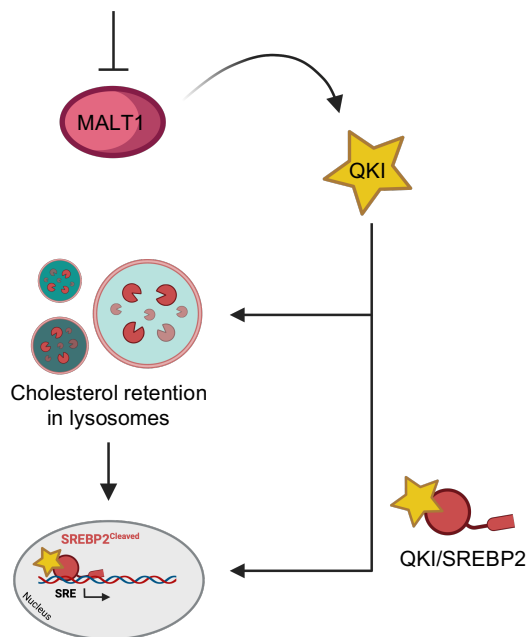 MALT1
QKI
Cholesterol retention
in lysosomes
QKI/SREBP2
SREBP2Cleaved
SRE
Nucleus